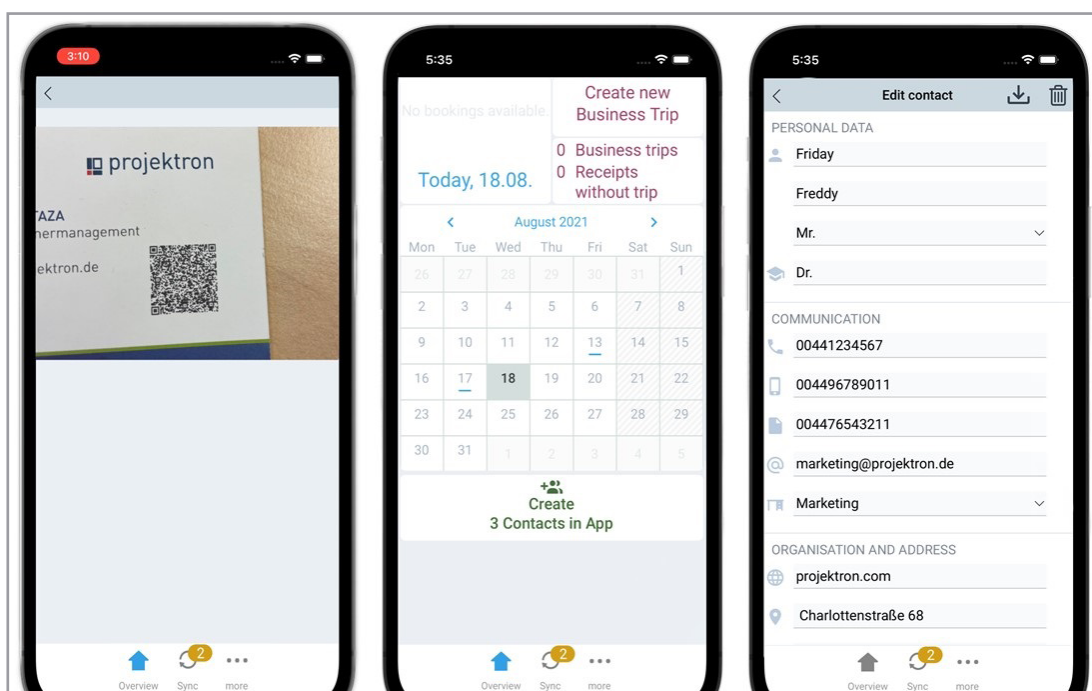 3:10
projektron
TAZA
nermanagement
ektron.de
Overview
Sync
2
more
5:35
No bookings available.
Create new
Business Trip
Today, 18.08.
0 Business trips
0 Receipts
without trip
August 2021
Mon Tue Wed Thu Fri Sat Sun
26 27 28 29 30 31 1
2 3 4 5 6 7 8
9 10 11 12 13 14 15
16 17 18 19 20 21 22
23 24 25 26 27 28 29
30 31 1 2 3 4 5
Create
3 Contacts in App
Overview
Sync
2
more
5:35
Edit contact
PERSONAL DATA
Friday
Freddy
Mr.
Dr.
COMMUNICATION
00441234567
004496789011
004476543211
marketing@projektron.de
Marketing
ORGANISATION AND ADDRESS
projektron.com
Charlottenstraße 68
Overview
Sync
2
more